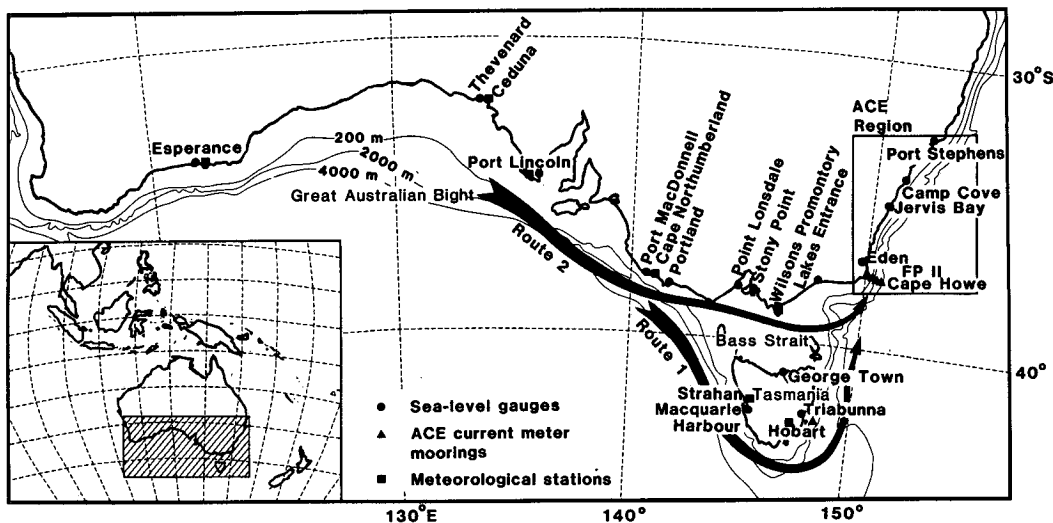 30°S
ACE
Region
Thevenard
Ceduna
200 m
2000 m
4000 m
Esperance
Port Lincoln
Great Australian Bight
Route 2
Port MacDonnell
Cape Northumberland
Portland
Point Lonsdale
Stony Point
Wilsons Promontory
Lakes Entrance
Port Stephens
Camp Cove
Jervis Bay
Eden
FP II
Cape Howe
Route 1
Bass Strait
George Town
40°
Strahan
Tasmania
Macquarie
Harbour
Triabunna
Hobart
Sea-level gauges
ACE current meter
moorings
Meteorological stations
130°E
140°
150°